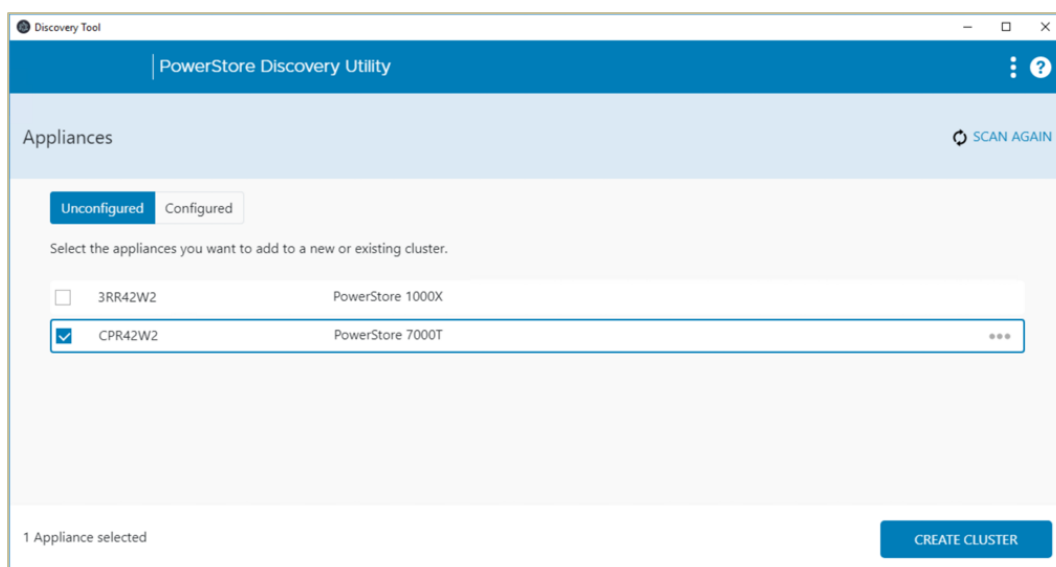 Discovery Tool
PowerStore Discovery Utility
Appliances
SCAN AGAIN
Unconfigured Configured
Select the appliances you want to add to a new or existing cluster.
3RR42W2 PowerStore 1000X
CPR42W2 PowerStore 7000T
1 Appliance selected
CREATE CLUSTER